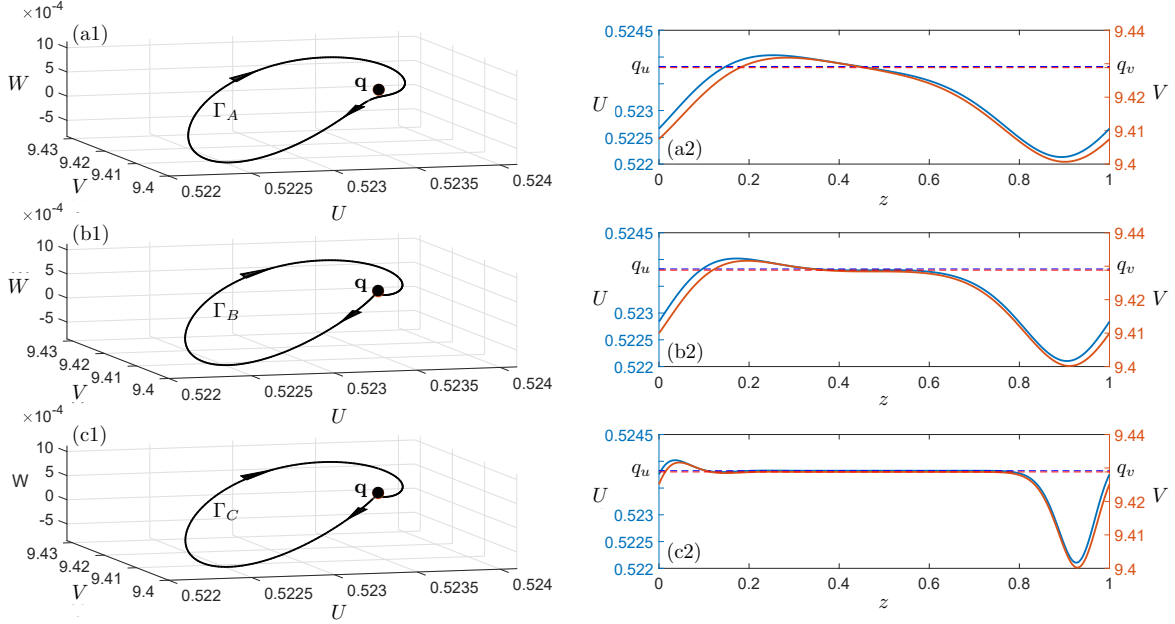 ×10⁻⁴
(a1)
10
5
W
0
-5
q
Γ_A
9.43
9.42
9.41
9.4
V
0.522
0.5225
0.523
0.5235
0.524
U
0.5245
q_u
U
0.523
0.5225
0.522
9.44
q_v
V
9.42
9.41
9.4
(a2)
0
0.2
0.4
0.6
0.8
1
z
×10⁻⁴
(b1)
10
5
W
0
-5
q
Γ_B
9.43
9.42
9.41
9.4
V
0.522
0.5225
0.523
0.5235
0.524
U
0.5245
q_u
U
0.523
0.5225
0.522
9.44
q_v
V
9.42
9.41
9.4
(b2)
0
0.2
0.4
0.6
0.8
1
z
×10⁻⁴
(c1)
10
5
W
0
-5
q
Γ_C
9.43
9.42
9.41
9.4
V
0.522
0.5225
0.523
0.5235
0.524
U
0.5245
q_u
U
0.523
0.5225
0.522
9.44
q_v
V
9.42
9.41
9.4
(c2)
0
0.2
0.4
0.6
0.8
1
z